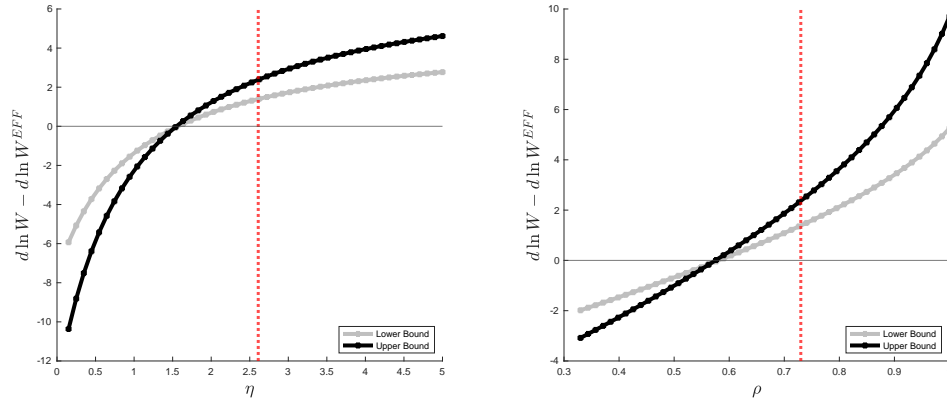 6
4
2
0
-2
-4
-6
-8
-10
-12
d ln W − d ln W^{EFF}
0 0.5 1 1.5 2 2.5 3 3.5 4 4.5 5
η
Lower Bound
Upper Bound
10
8
6
4
2
0
-2
-4
d ln W − d ln W^{EFF}
0.3 0.4 0.5 0.6 0.7 0.8 0.9
ρ
Lower Bound
Upper Bound